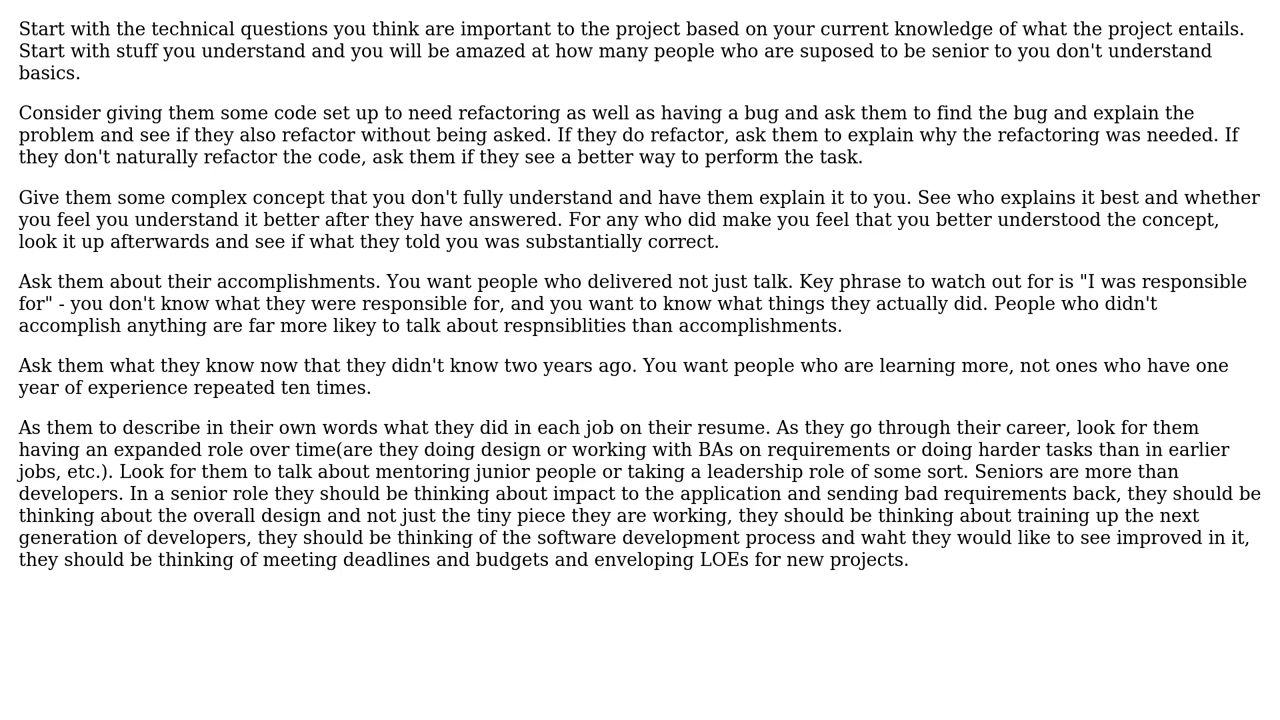 Start with the technical questions you think are important to the project based on your current knowledge of what the project entails.
Start with stuff you understand and you will be amazed at how many people who are suposed to be senior to you don't understand
basics.
Consider giving them some code set up to need refactoring as well as having a bug and ask them to find the bug and explain the
problem and see if they also refactor without being asked. If they do refactor, ask them to explain why the refactoring was needed. If
they don't naturally refactor the code, ask them if they see a better way to perform the task.
Give them some complex concept that you don't fully understand and have them explain it to you. See who explains it best and whether
you feel you understand it better after they have answered. For any who did make you feel that you better understood the concept,
look it up afterwards and see if what they told you was substantially correct.
Ask them about their accomplishments. You want people who delivered not just talk. Key phrase to watch out for is "I was responsible
for" - you don't know what they were responsible for, and you want to know what things they actually did. People who didn't
accomplish anything are far more likey to talk about respnsiblities than accomplishments.
Ask them what they know now that they didn't know two years ago. You want people who are learning more, not ones who have one
year of experience repeated ten times.
As them to describe in their own words what they did in each job on their resume. As they go through their career, look for them
having an expanded role over time(are they doing design or working with BAs on requirements or doing harder tasks than in earlier
jobs, etc.). Look for them to talk about mentoring junior people or taking a leadership role of some sort. Seniors are more than
developers. In a senior role they should be thinking about impact to the application and sending bad requirements back, they should be
thinking about the overall design and not just the tiny piece they are working, they should be thinking about training up the next
generation of developers, they should be thinking of the software development process and waht they would like to see improved in it,
they should be thinking of meeting deadlines and budgets and enveloping LOEs for new projects.